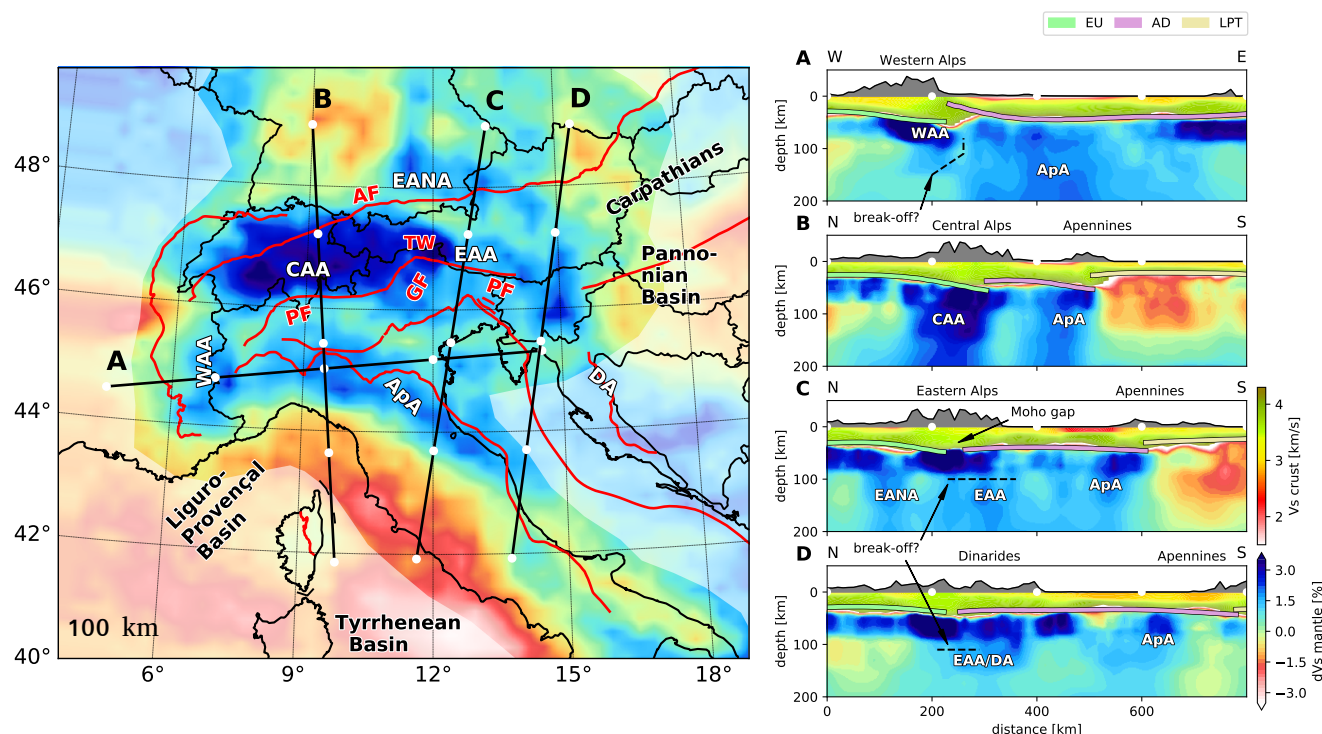 EU AD LPT
A W Western Alps E
0
100
200
depth [km]
WAA
ApA
break-off?
B N Central Alps Apennines S
0
100
200
depth [km]
CAA
ApA
C N Eastern Alps Apennines S
Moho gap
0
100
200
depth [km]
EANA
EAA
ApA
break-off?
D N Dinarides Apennines S
0
100
200
depth [km]
EAA/DA
ApA
0 200 400 600
distance [km]
4
3
2
Vs crust [km/s]
3.0
1.5
0.0
−1.5
−3.0
dVs mantle [%]
B
C
D
48°
46°
44°
42°
40°
6°
9°
12°
15°
18°
AF
EANA
Carpathians
TW
EAA
CAA
GF
PF
PF
Panno-
nian
Basin
A
WAA
ApA
DA
Liguro-
Provençal
Basin
100 km
Tyrrhenean
Basin